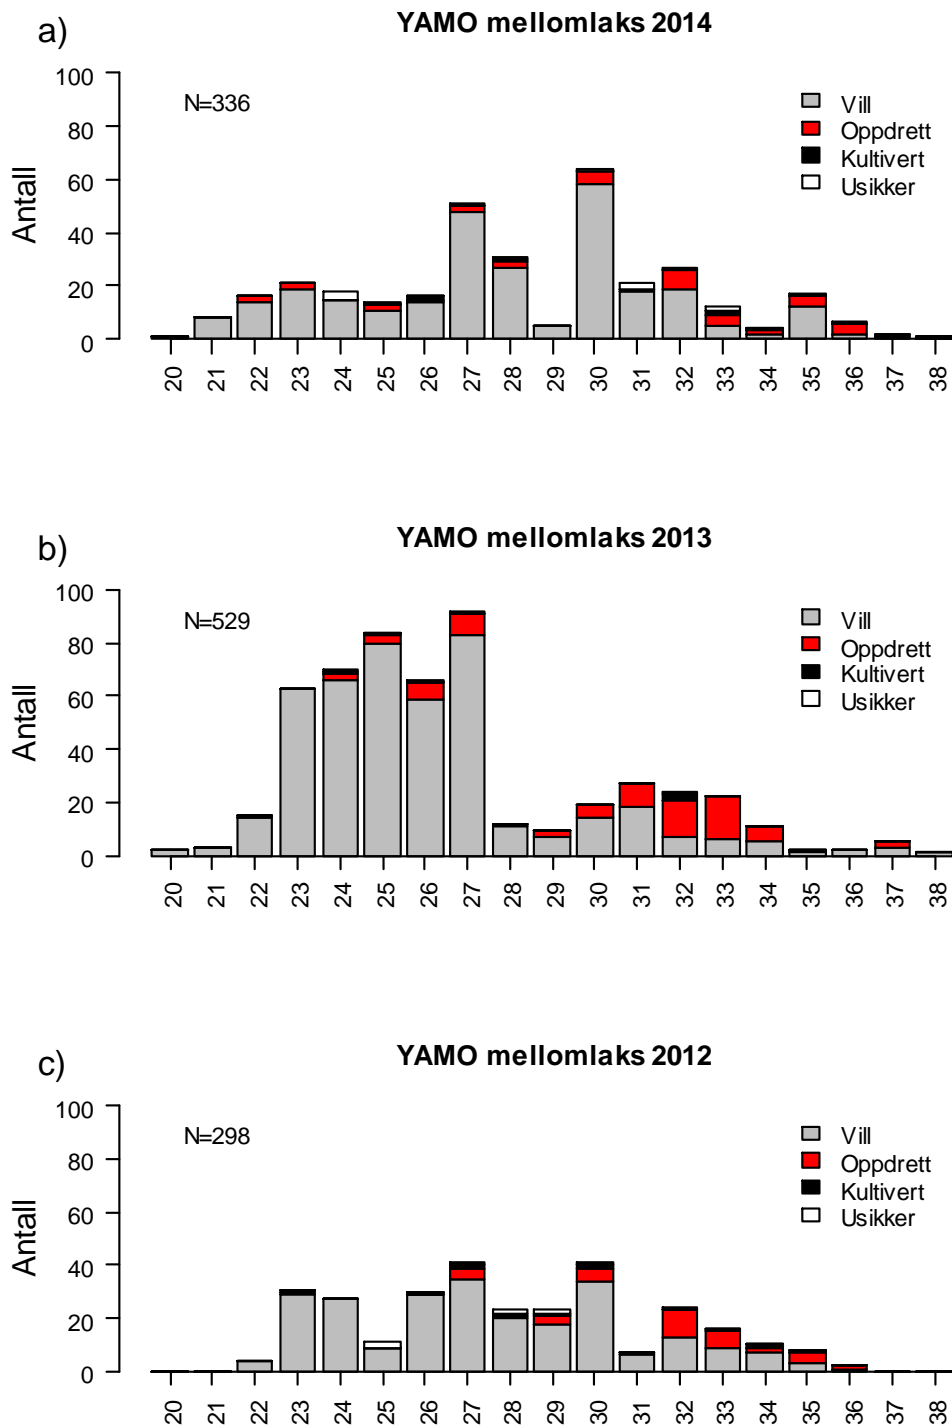 a)
YAMO mellomlaks 2014
N=336
Vill
Oppdrett
Kultivert
Usikker
Antall
100
80
60
40
20
0
20 21 22 23 24 25 26 27 28 29 30 31 32 33 34 35 36 37 38
b)
YAMO mellomlaks 2013
N=529
Vill
Oppdrett
Kultivert
Usikker
Antall
100
80
60
40
20
0
20 21 22 23 24 25 26 27 28 29 30 31 32 33 34 35 36 37 38
c)
YAMO mellomlaks 2012
N=298
Vill
Oppdrett
Kultivert
Usikker
Antall
100
80
60
40
20
0
20 21 22 23 24 25 26 27 28 29 30 31 32 33 34 35 36 37 38